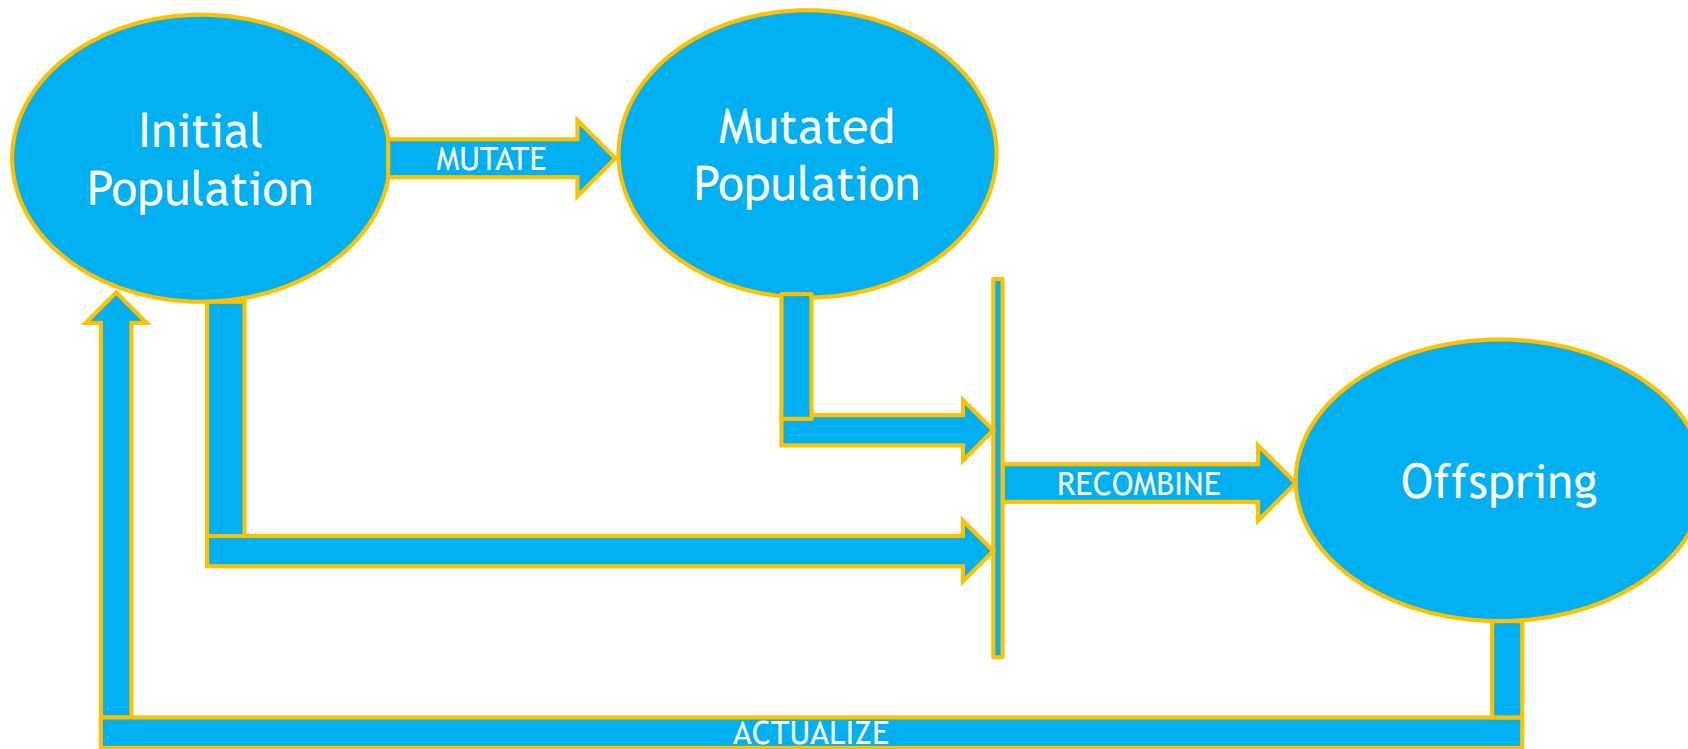 Initial
Population
MUTATE
Mutated
Population
RECOMBINE
Offspring
ACTUALIZE